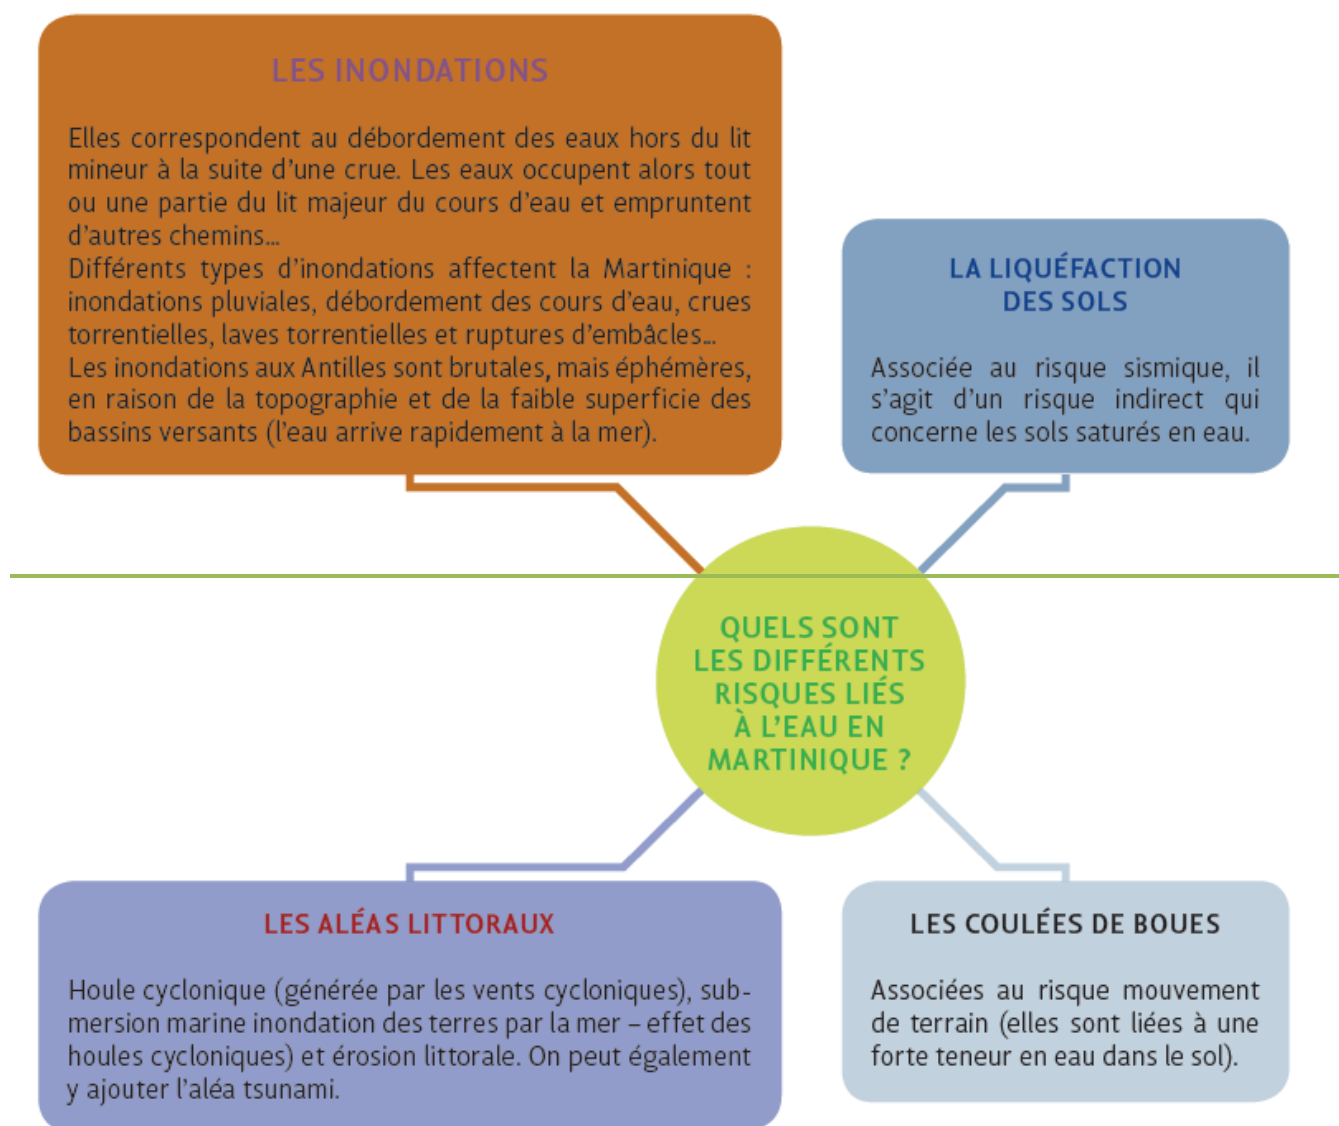 LES INONDATIONS
Elles correspondent au débordement des eaux hors du lit
mineur à la suite d'une crue. Les eaux occupent alors tout
ou une partie du lit majeur du cours d'eau et empruntent
d'autres chemins...
Différents types d'inondations affectent la Martinique :
inondations pluviales, débordement des cours d'eau, crues
torrentielles, laves torrentielles et ruptures d'embâcles...
Les inondations aux Antilles sont brutales, mais éphémères,
en raison de la topographie et de la faible superficie des
bassins versants (l'eau arrive rapidement à la mer).
LA LIQUÉFACTION
DES SOLS
Associée au risque sismique, il
s'agit d'un risque indirect qui
concerne les sols saturés en eau.
QUELS SONT
LES DIFFÉRENTS
RISQUES LIÉS
À L'EAU EN
MARTINIQUE ?
LES ALÉAS LITTORAUX
Houle cyclonique (générée par les vents cycloniques), sub-
mersion marine inondation des terres par la mer – effet des
houles cycloniques) et érosion littorale. On peut également
y ajouter l'aléa tsunami.
LES COULÉES DE BOUES
Associées au risque mouvement
de terrain (elles sont liées à une
forte teneur en eau dans le sol).